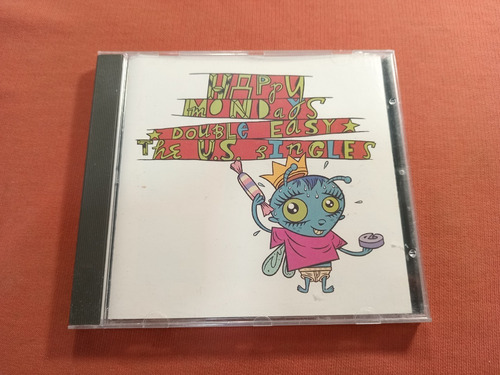 HAppy
mONDAyS
★ DOUBLE EASY ★
ThE U.S. SINGLES